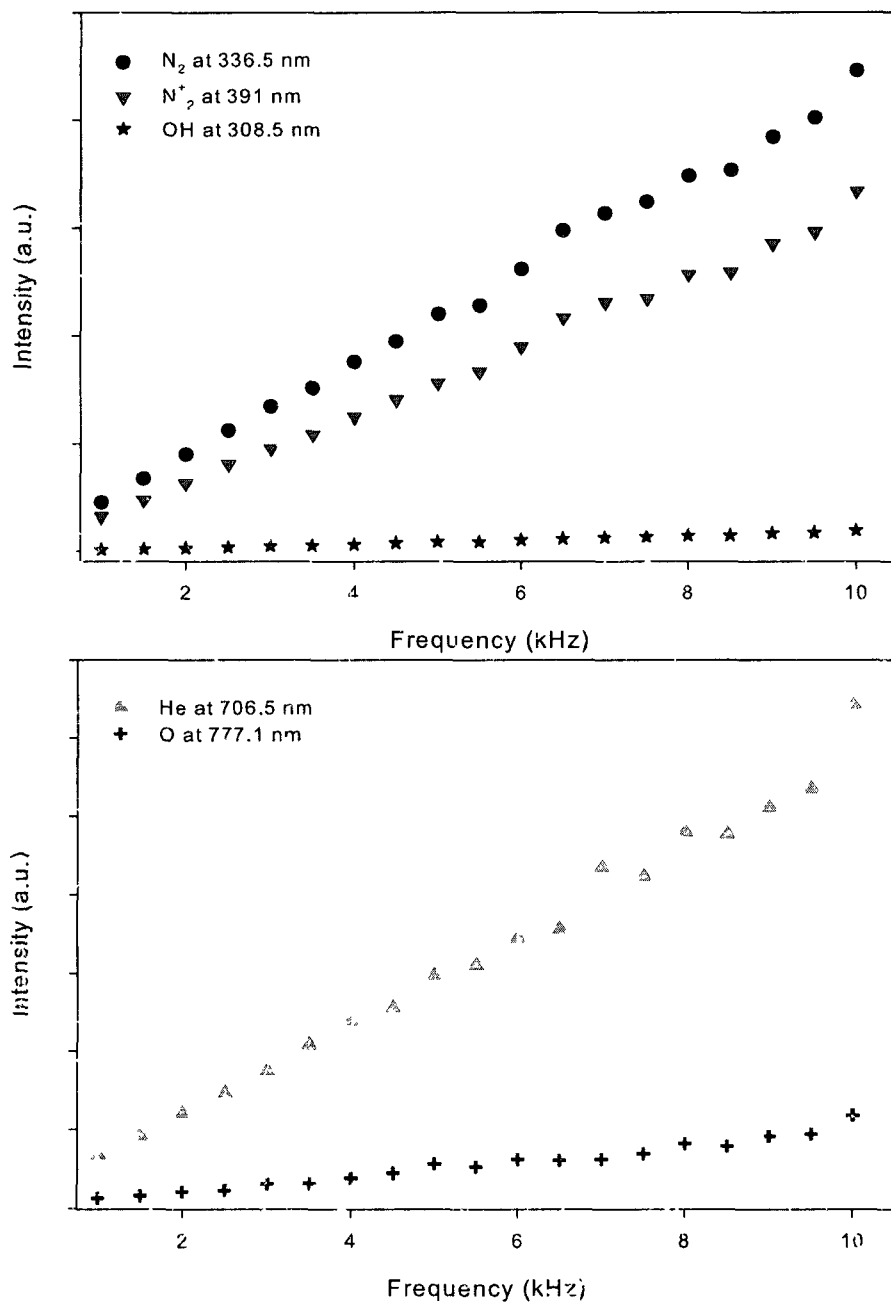 N₂ at 336.5 nm
N⁺₂ at 391 nm
OH at 308.5 nm
Intensity (a.u.)
2 4 6 8 10
Frequency (kHz)
He at 706.5 nm
O at 777.1 nm
Intensity (a.u.)
2 4 6 8 10
Frequency (kHz)